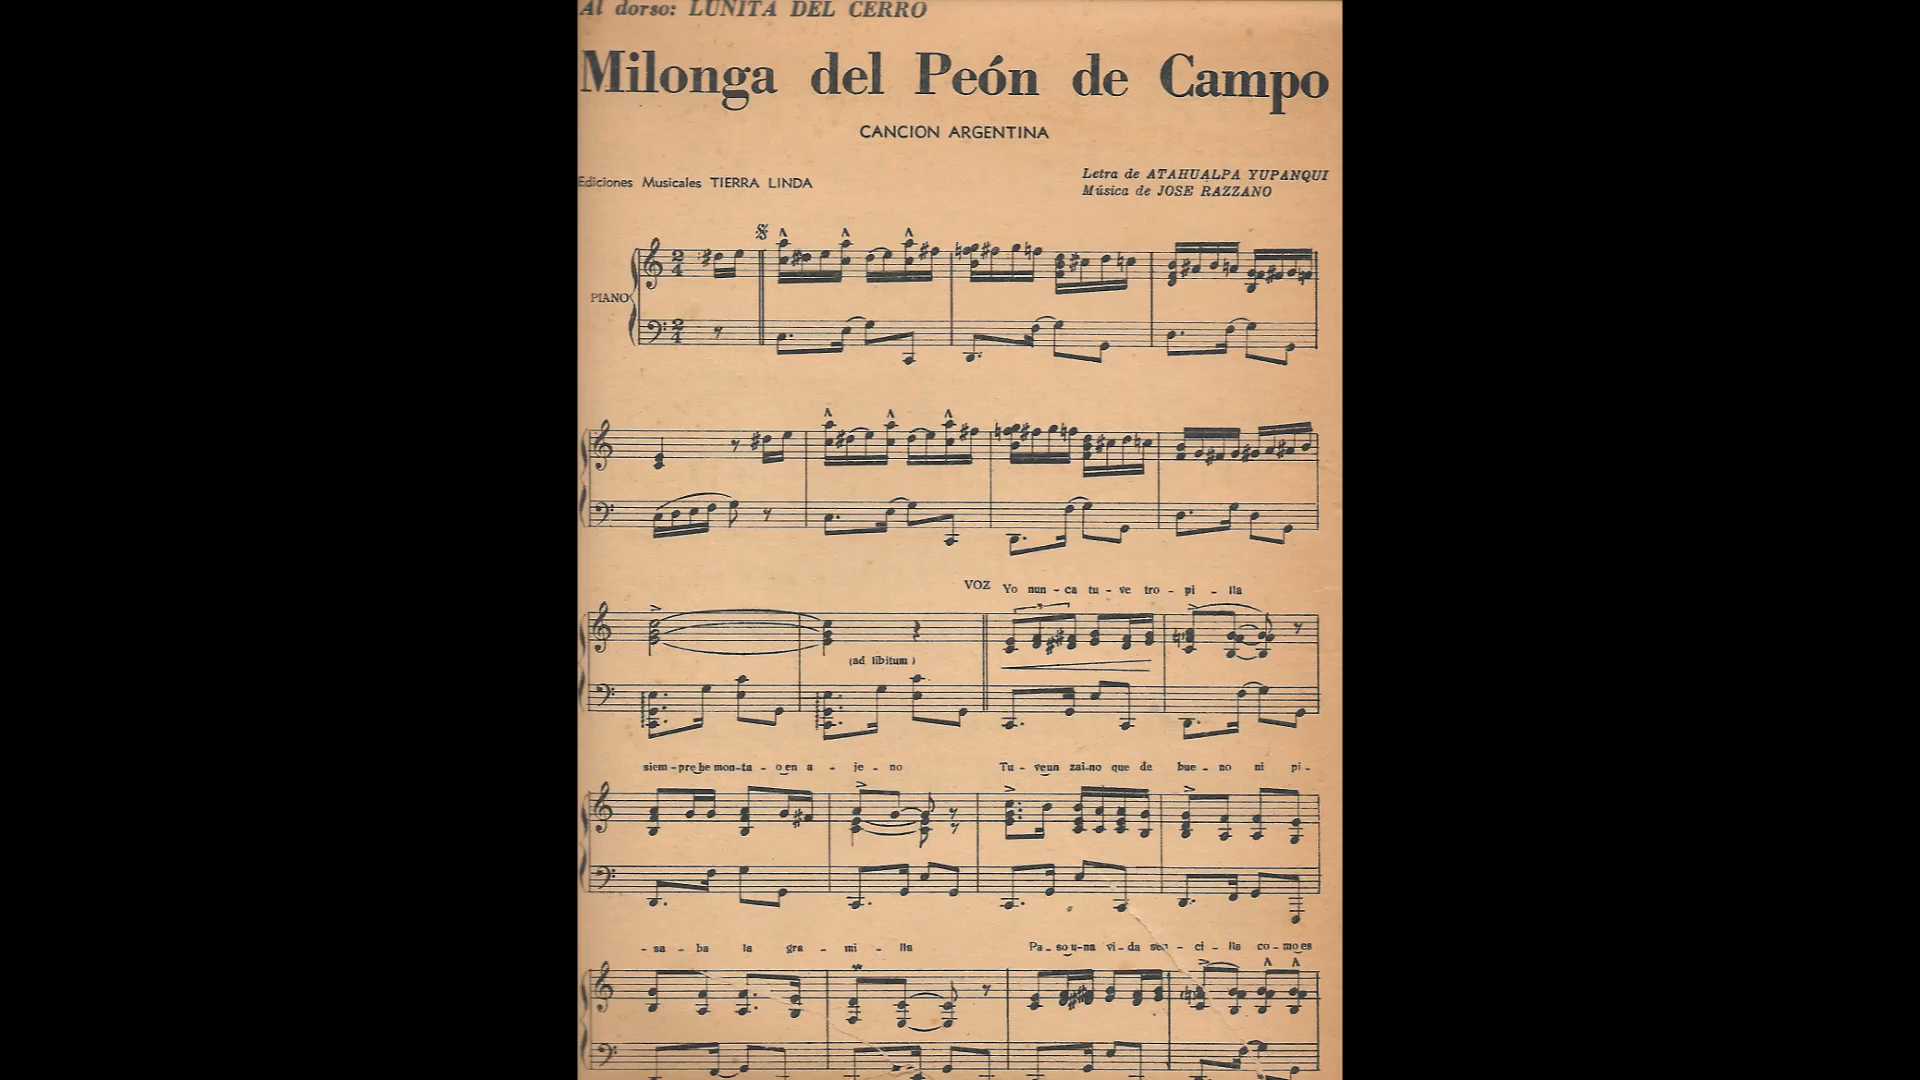 Al dorso: LUNITA DEL CERRO
Milonga del Peón de Campo
CANCION ARGENTINA
Ediciones Musicales TIERRA LINDA
Letra de ATAHUALPA YUPANQUI
Música de JOSE RAZZANO
PIANO
VOZ Yo nun - ca tu - ve tro - pi - lla
(ad libitum)
siem - pre he mon-ta - o en a - je - no Tu - ve un zai-no que de bue - no ni pi -
- sa - ba la gra - mi - lla Pa - so u-na vi - da sen - ci - lla co - mo es